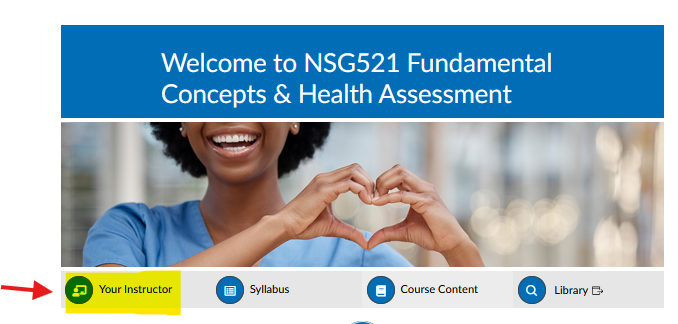 Welcome to NSG521 Fundamental
Concepts & Health Assessment
Your Instructor
Syllabus
Course Content
Library